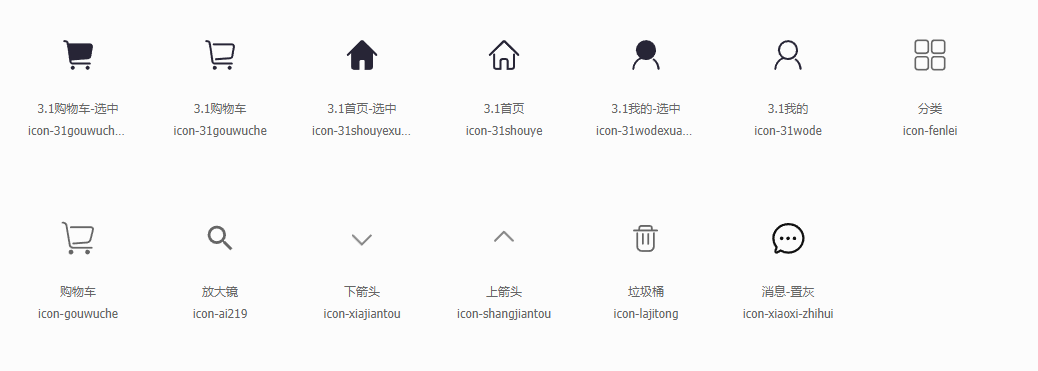 3.1购物车-选中
3.1购物车
3.1首页-选中
3.1首页
3.1我的-选中
3.1我的
分类
icon-31gouwuch...
icon-31gouwuche
icon-31shouyexu...
icon-31shouye
icon-31wodexua...
icon-31wode
icon-fenlei
购物车
放大镜
下箭头
上箭头
垃圾桶
消息-置灰
icon-gouwuche
icon-ai219
icon-xiajiantou
icon-shangjiantou
icon-lajitong
icon-xiaoxi-zhihui